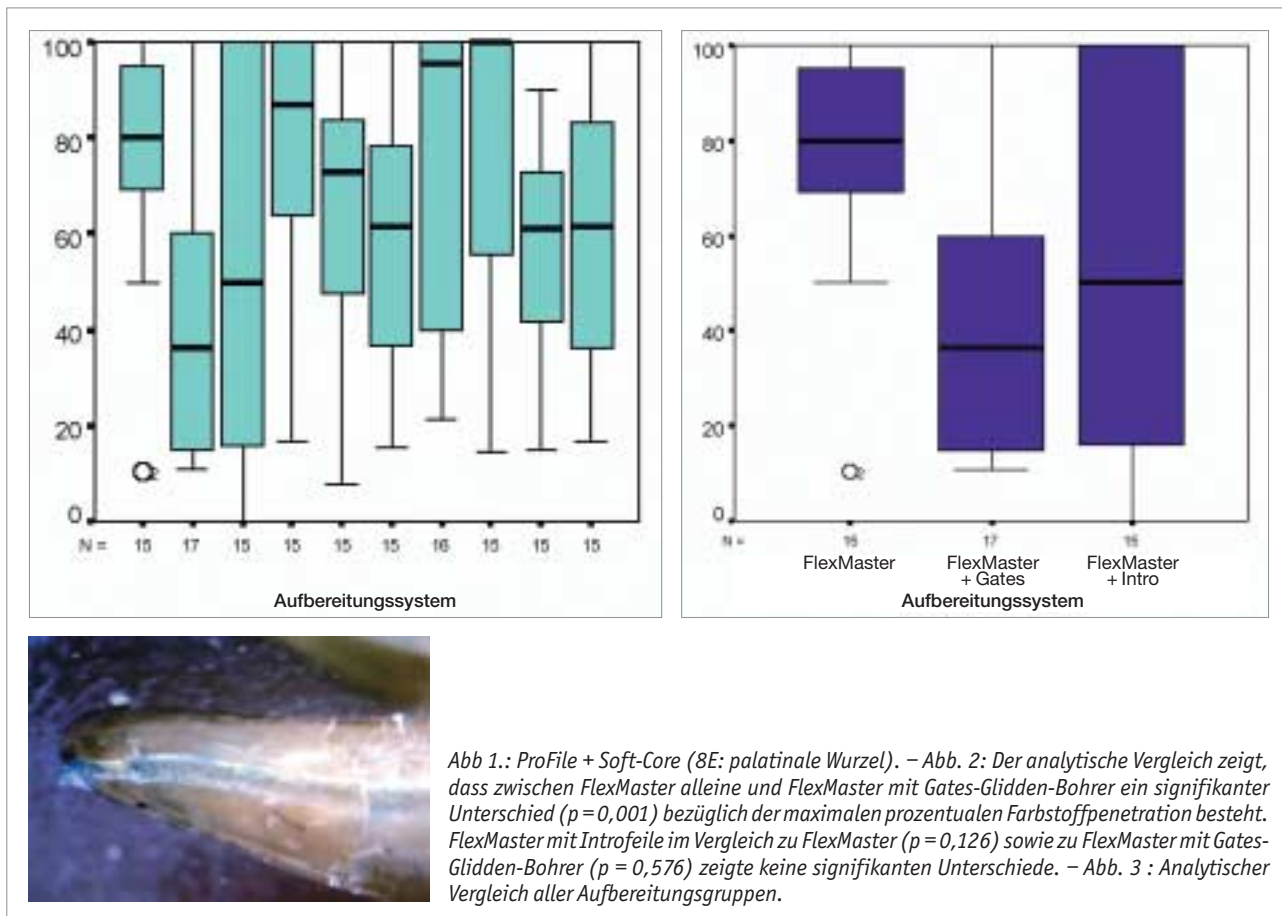 100
80
60
40
20
0
N = 15 17 15 15 15 15 16 15 15 15
Aufbereitungssystem
100
80
60
40
20
0
N = 15 17 15
FlexMaster FlexMaster + Gates FlexMaster + Intro
Aufbereitungssystem
Abb 1.: ProFile + Soft-Core (8E: palatinale Wurzel). – Abb. 2: Der analytische Vergleich zeigt,
dass zwischen FlexMaster alleine und FlexMaster mit Gates-Glidden-Bohrer ein signifikanter
Unterschied (p = 0,001) bezüglich der maximalen prozentualen Farbstoffpenetration besteht.
FlexMaster mit Introfeile im Vergleich zu FlexMaster (p = 0,126) sowie zu FlexMaster mit Gates-
Glidden-Bohrer (p = 0,576) zeigte keine signifikanten Unterschiede. – Abb. 3 : Analytischer
Vergleich aller Aufbereitungsgruppen.